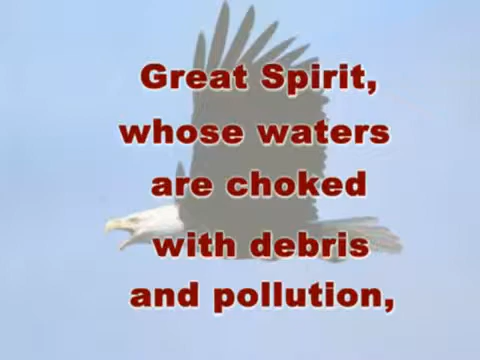 Great Spirit,
whose waters
are choked
with debris
and pollution,